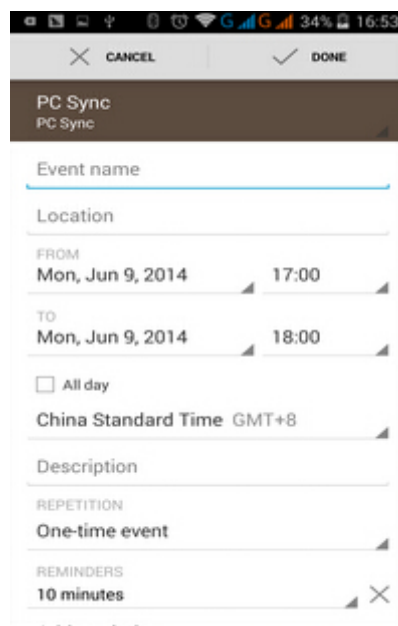 G G 34% 16:53
CANCEL DONE
PC Sync
PC Sync
Event name
Location
FROM
Mon, Jun 9, 2014 17:00
TO
Mon, Jun 9, 2014 18:00
All day
China Standard Time GMT+8
Description
REPETITION
One-time event
REMINDERS
10 minutes